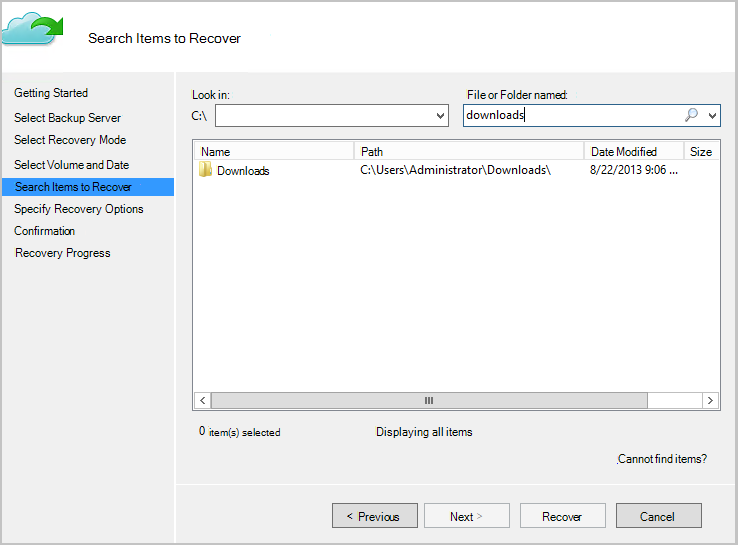 Search Items to Recover
Getting Started
Select Backup Server
Select Recovery Mode
Select Volume and Date
Search Items to Recover
Specify Recovery Options
Confirmation
Recovery Progress
Look in:
File or Folder named:
C:\
downloads
Name Path Date Modified Size
Downloads C:\Users\Administrator\Downloads\ 8/22/2013 9:06 ...
0 item(s) selected
Displaying all items
Cannot find items?
< Previous
Next >
Recover
Cancel